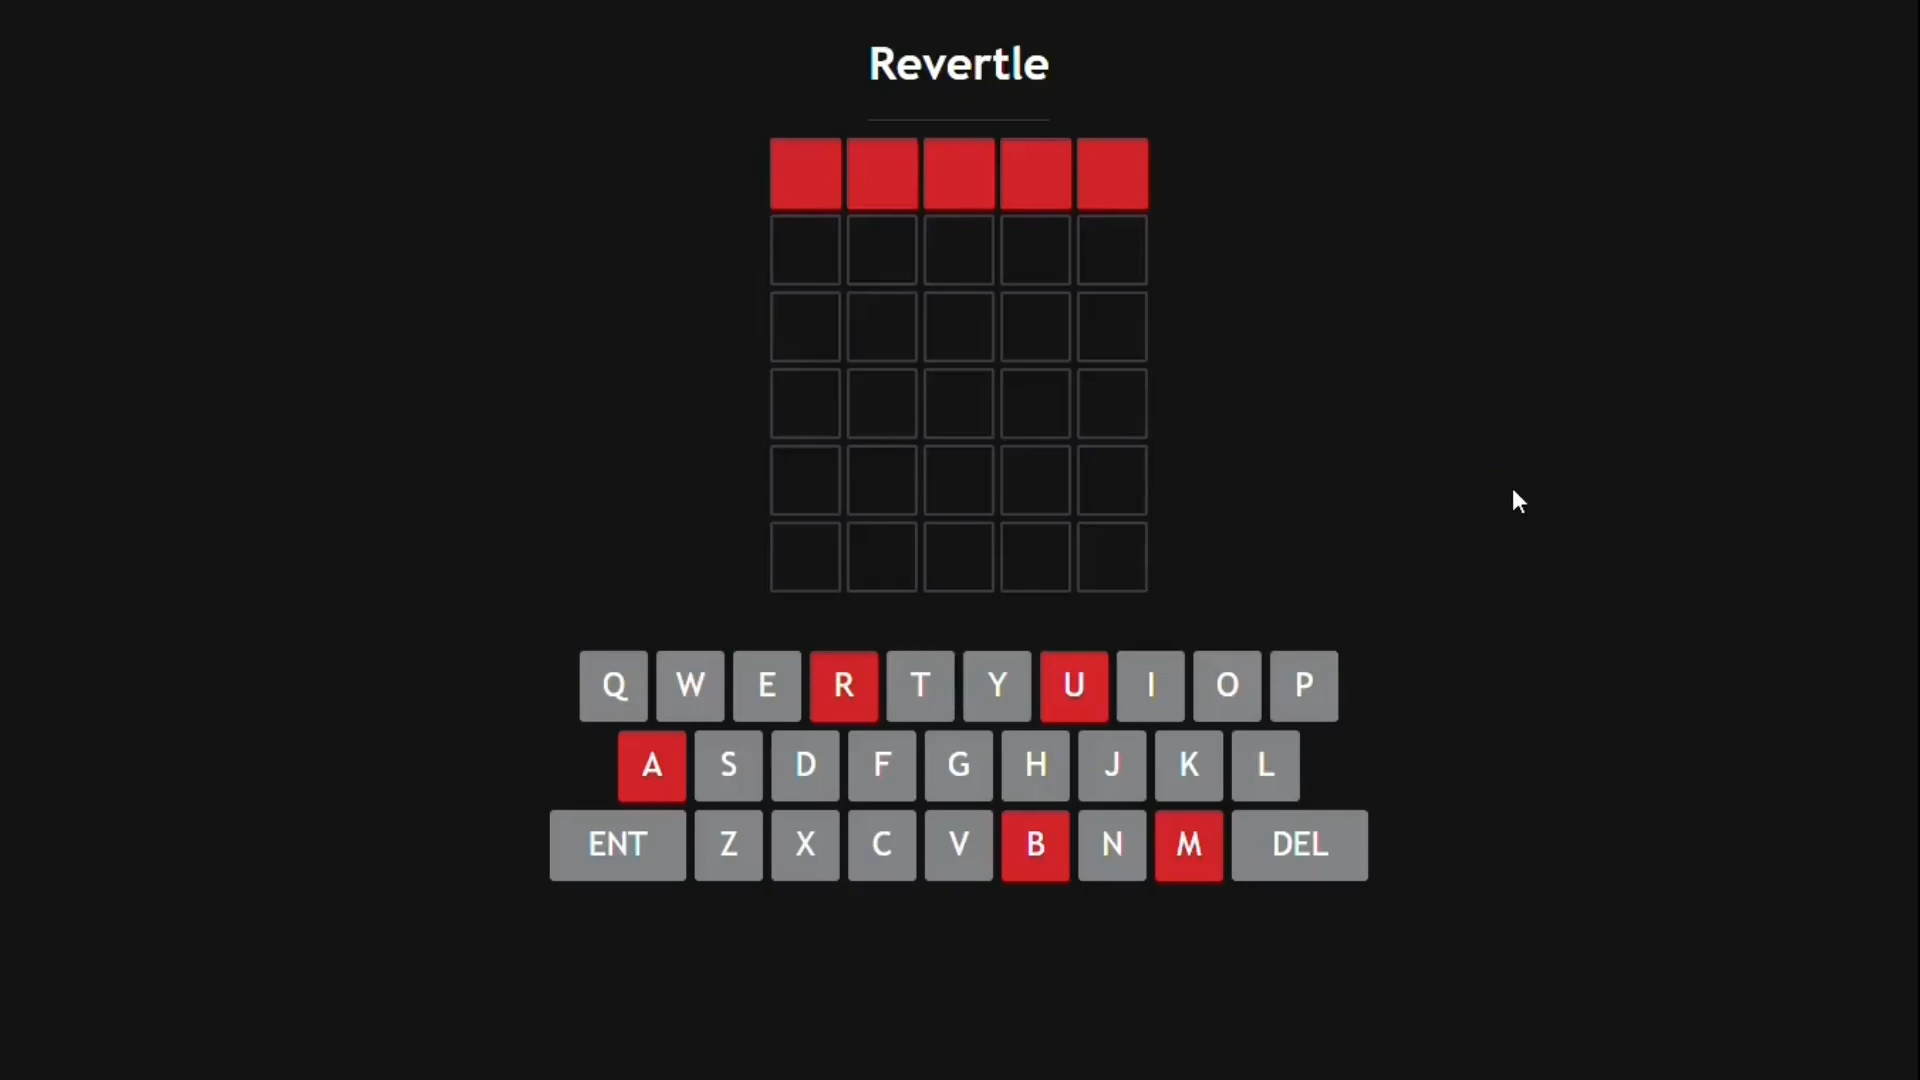 Revertle
Q W E R T Y U I O P
A S D F G H J K L
ENT Z X C V B N M DEL